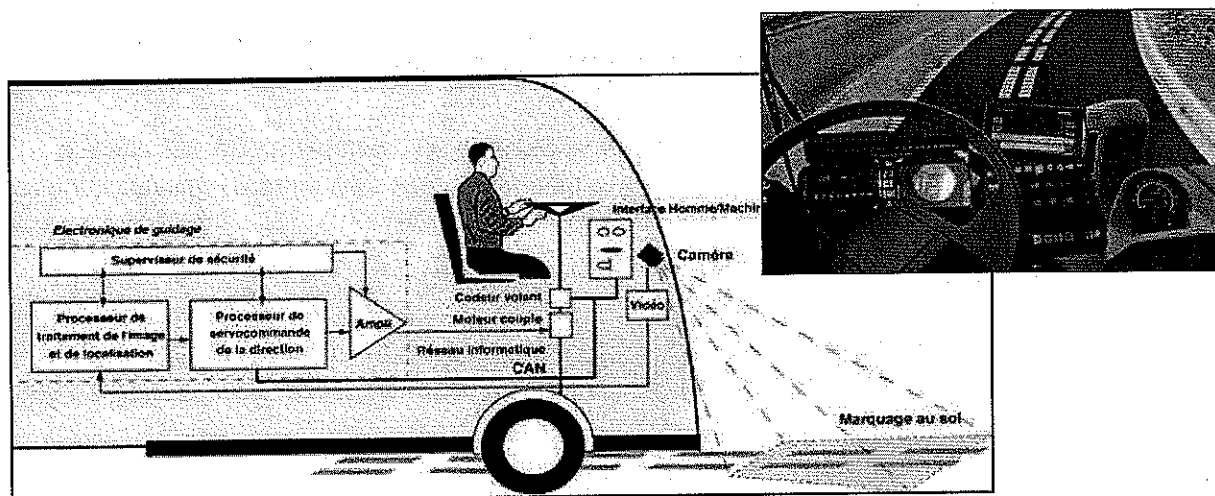 Interface Homme/Machin
Electronique de guidage
Superviseur de sécurité
Caméra
Codeur volant
Vidéo
Processeur de
traitement de l'image
et de localisation
Processeur de
servocommande
de la direction
Ampli
Moteur couple
Réseau informatique
CAN
Marquage au sol